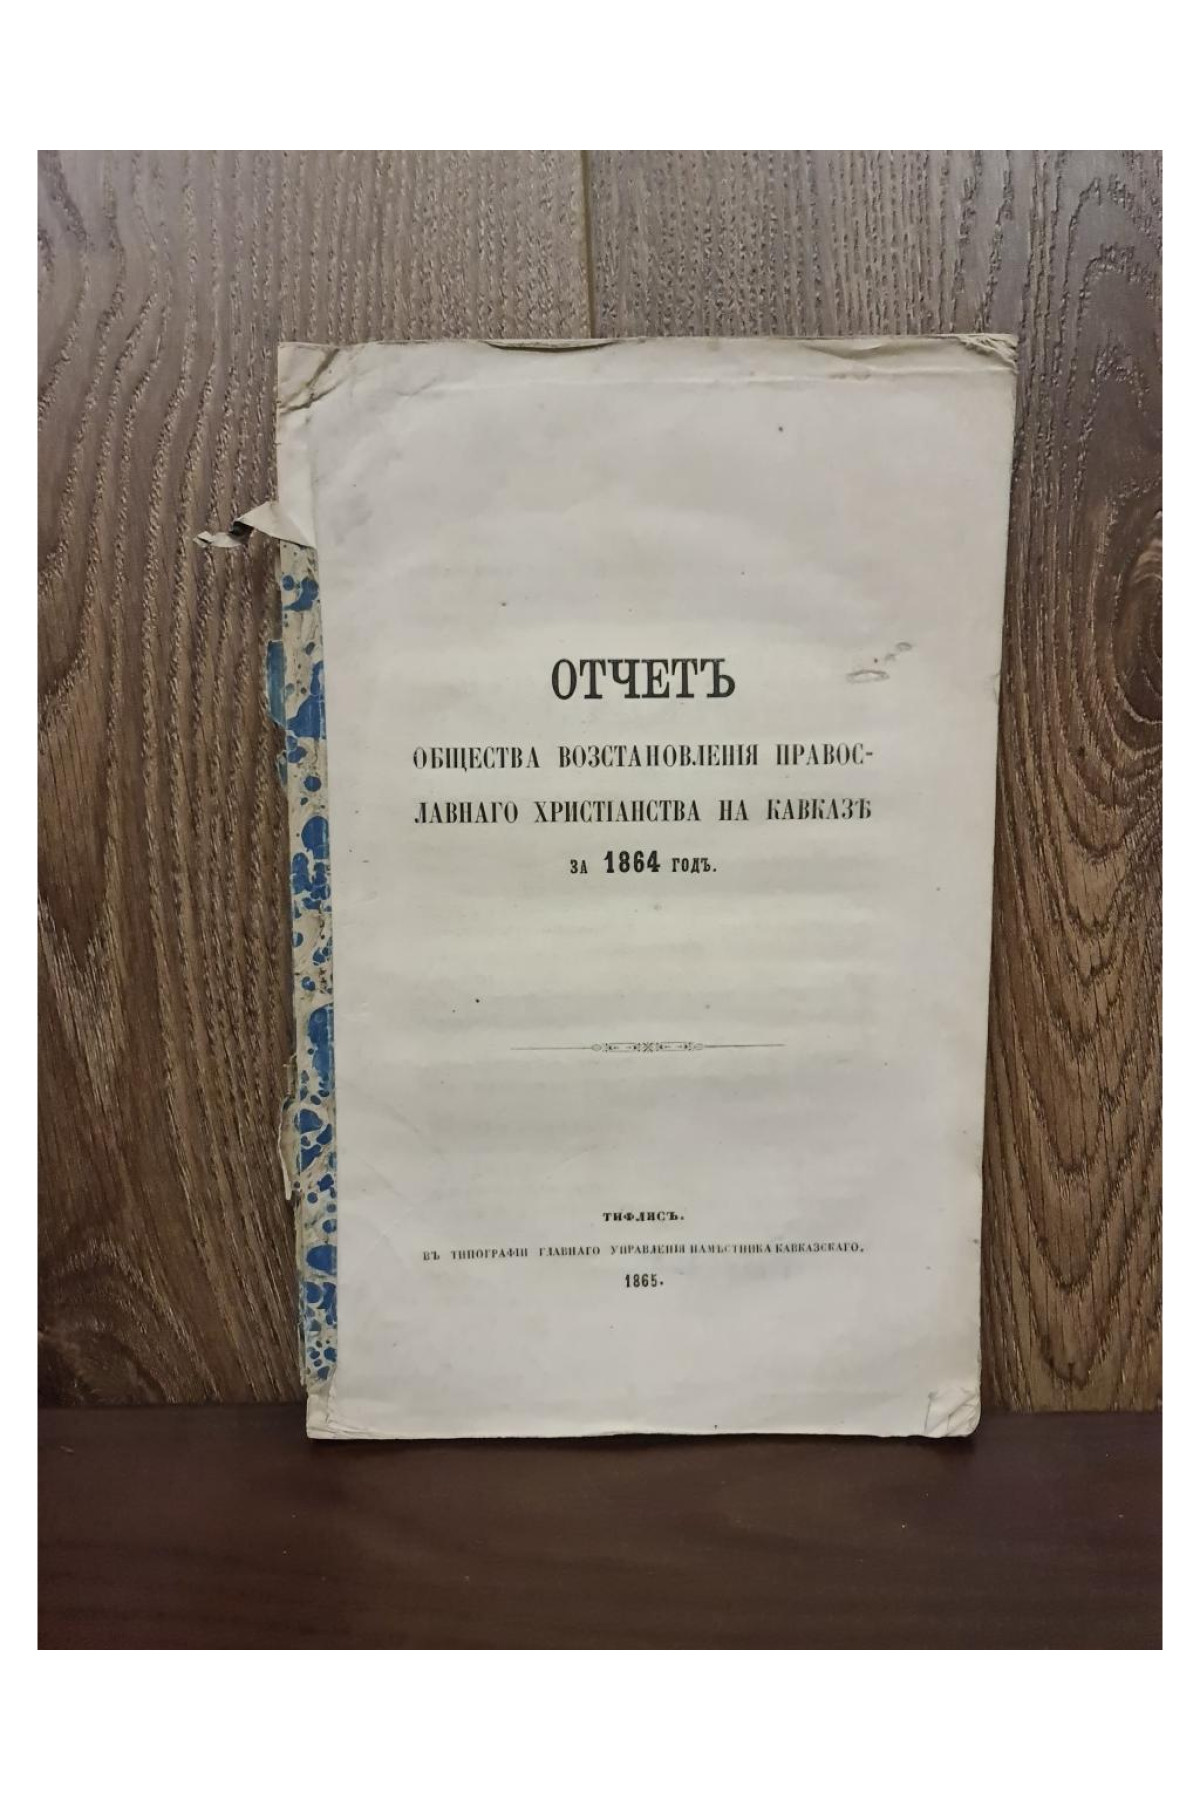 ОТЧЕТЪ
ОБЩЕСТВА ВОЗСТАНОВЛЕНІЯ ПРАВОС-
ЛАВНАГО ХРИСТІАНСТВА НА КАВКАЗѢ
ЗА 1864 ГОДЪ.
ТИФЛИСЪ.
ВЪ ТИПОГРАФІИ ГЛАВНАГО УПРАВЛЕНІЯ НАМѢСТНИКА КАВКАЗСКАГО.
1865.